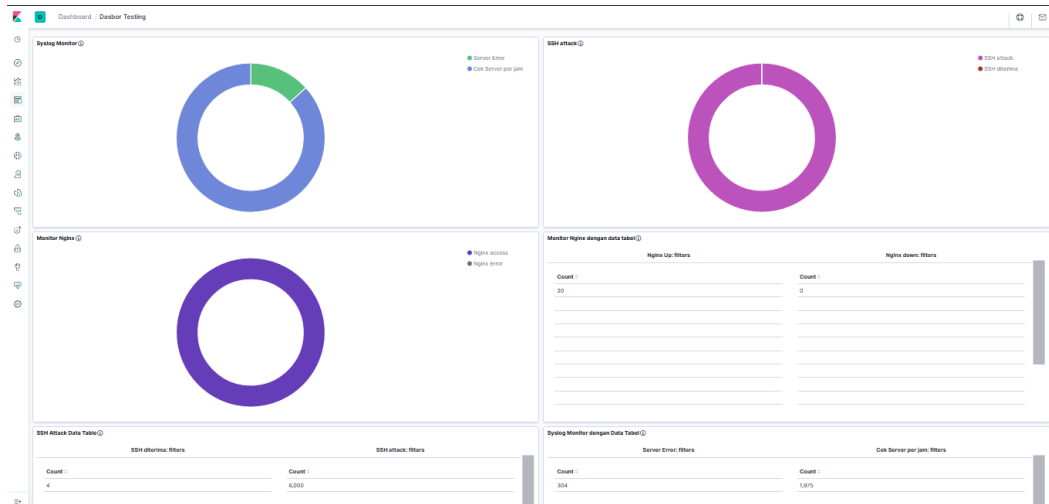 D Dashboard / Dasbor Testing
Syslog Monitor
Server Error
Cek Server per jam
SSH attack
SSH attack
SSH diterima
Monitor Nginx
Nginx access
Nginx Error
Monitor Nginx dengan data tabel
Nginx Up: filters
Nginx down: filters
Count
Count
20
0
SSH Attack Data Table
SSH diterima: filters
SSH attack: filters
Count
Count
4
6,000
Syslog Monitor dengan Data Tabel
Server Error: filters
Cek Server per jam: filters
Count
Count
304
1,975